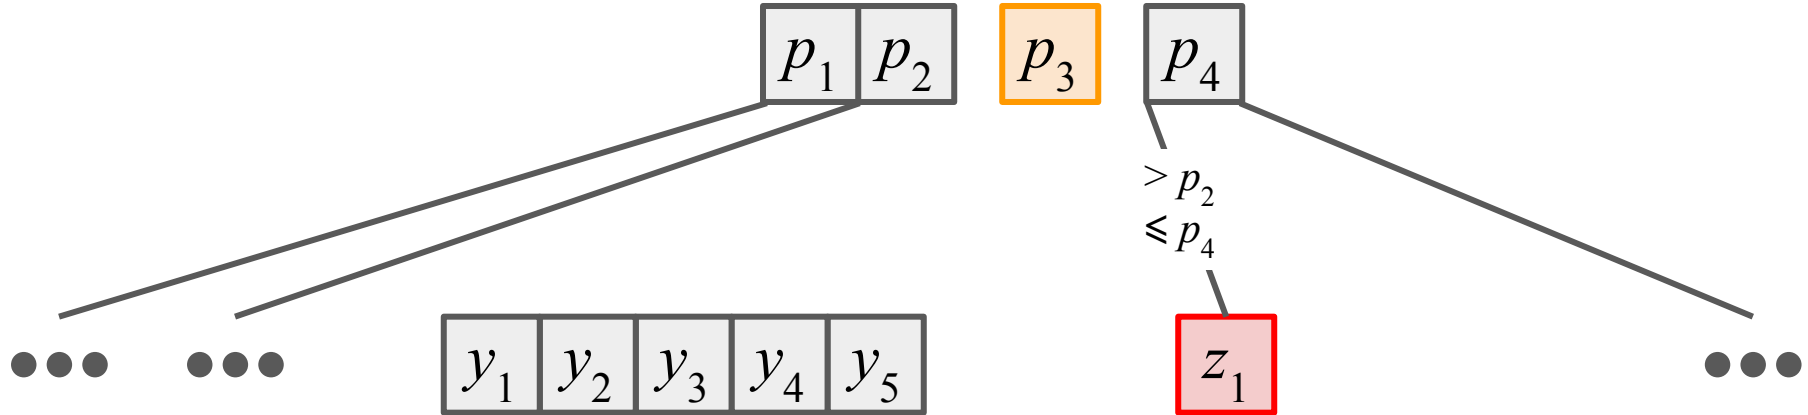 p₁ p₂ p₃ p₄
> p₂
⩽ p₄
y₁ y₂ y₃ y₄ y₅ z₁